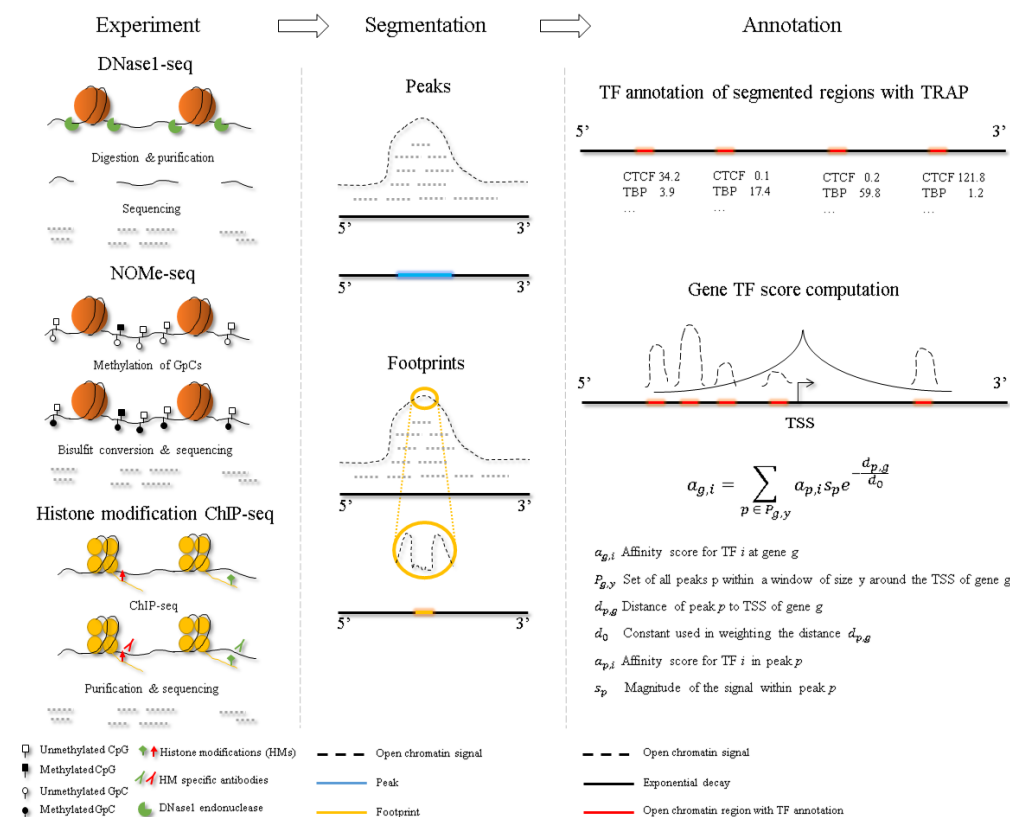 Experiment
Segmentation
Annotation
DNase1-seq
Digestion & purification
Sequencing
NOMe-seq
Methylation of GpCs
Bisulfit conversion & sequencing
Histone modification ChIP-seq
ChIP-seq
Purification & sequencing
Peaks
5’ 3’
5’ 3’
Footprints
5’ 3’
5’ 3’
TF annotation of segmented regions with TRAP
5’ 3’
CTCF 34.2 CTCF 0.1 CTCF 0.2 CTCF 121.8
TBP 3.9 TBP 17.4 TBP 59.8 TBP 1.2
… … … …
Gene TF score computation
5’ 3’
TSS
a_{g,i} = ∑_{p ∈ P_{g,y}} a_{p,i} s_p e^{-\frac{d_{p,g}}{d_0}}
a_{g,i} Affinity score for TF i at gene g
P_{g,y} Set of all peaks p within a window of size y around the TSS of gene g
d_{p,g} Distance of peak p to TSS of gene g
d_0 Constant used in weighting the distance d_{p,g}
a_{p,i} Affinity score for TF i in peak p
s_p Magnitude of the signal within peak p
Unmethylated CpG
Methylated CpG
Unmethylated GpC
Methylated GpC
Histone modifications (HMs)
HM specific antibodies
DNase1 endonuclease
Open chromatin signal
Peak
Footprint
Open chromatin signal
Exponential decay
Open chromatin region with TF annotation